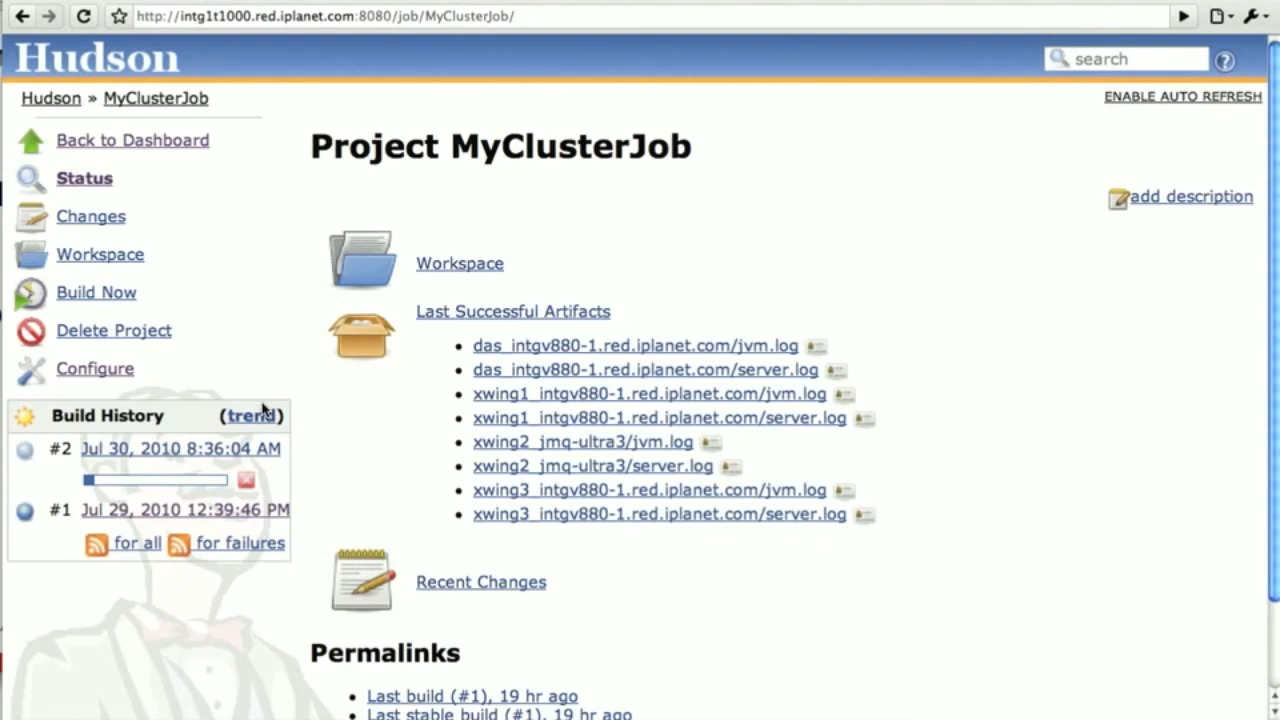 http://intg1t1000.red.iplanet.com:8080/job/MyClusterJob/
Hudson
search
?
Hudson » MyClusterJob
ENABLE AUTO REFRESH
Back to Dashboard
Status
Changes
Workspace
Build Now
Delete Project
Configure
Build History (trend)
#2 Jul 30, 2010 8:36:04 AM
#1 Jul 29, 2010 12:39:46 PM
for all for failures
Project MyClusterJob
add description
Workspace
Last Successful Artifacts
das_intgv880-1.red.iplanet.com/jvm.log
das_intgv880-1.red.iplanet.com/server.log
xwing1_intgv880-1.red.iplanet.com/jvm.log
xwing1_intgv880-1.red.iplanet.com/server.log
xwing2_jmq-ultra3/jvm.log
xwing2_jmq-ultra3/server.log
xwing3_intgv880-1.red.iplanet.com/jvm.log
xwing3_intgv880-1.red.iplanet.com/server.log
Recent Changes
Permalinks
Last build (#1), 19 hr ago
Last stable build (#1), 19 hr ago